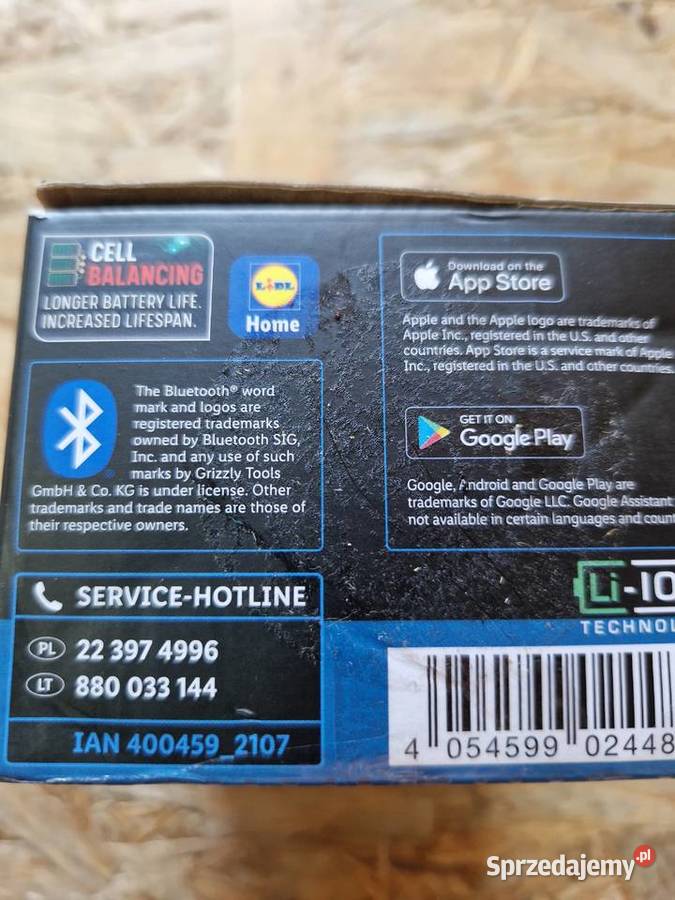 CELL
BALANCING
LONGER BATTERY LIFE.
INCREASED LIFESPAN.
LIDL
Home
The Bluetooth® word
mark and logos are
registered trademarks
owned by Bluetooth SIG,
Inc. and any use of such
marks by Grizzly Tools
GmbH & Co. KG is under license. Other
trademarks and trade names are those of
their respective owners.
SERVICE-HOTLINE
PL 22 397 4996
LT 880 033 144
IAN 400459_2107
Download on the
App Store
Apple and the Apple logo are trademarks of
Apple Inc., registered in the U.S. and other
countries. App Store is a service mark of Apple
Inc., registered in the U.S. and other countries.
GET IT ON
Google Play
Google, Android and Google Play are
trademarks of Google LLC. Google Assistant
not available in certain languages and
Li-IO
TECHNOL
4 054599 02448
Sprzedajemy.pl